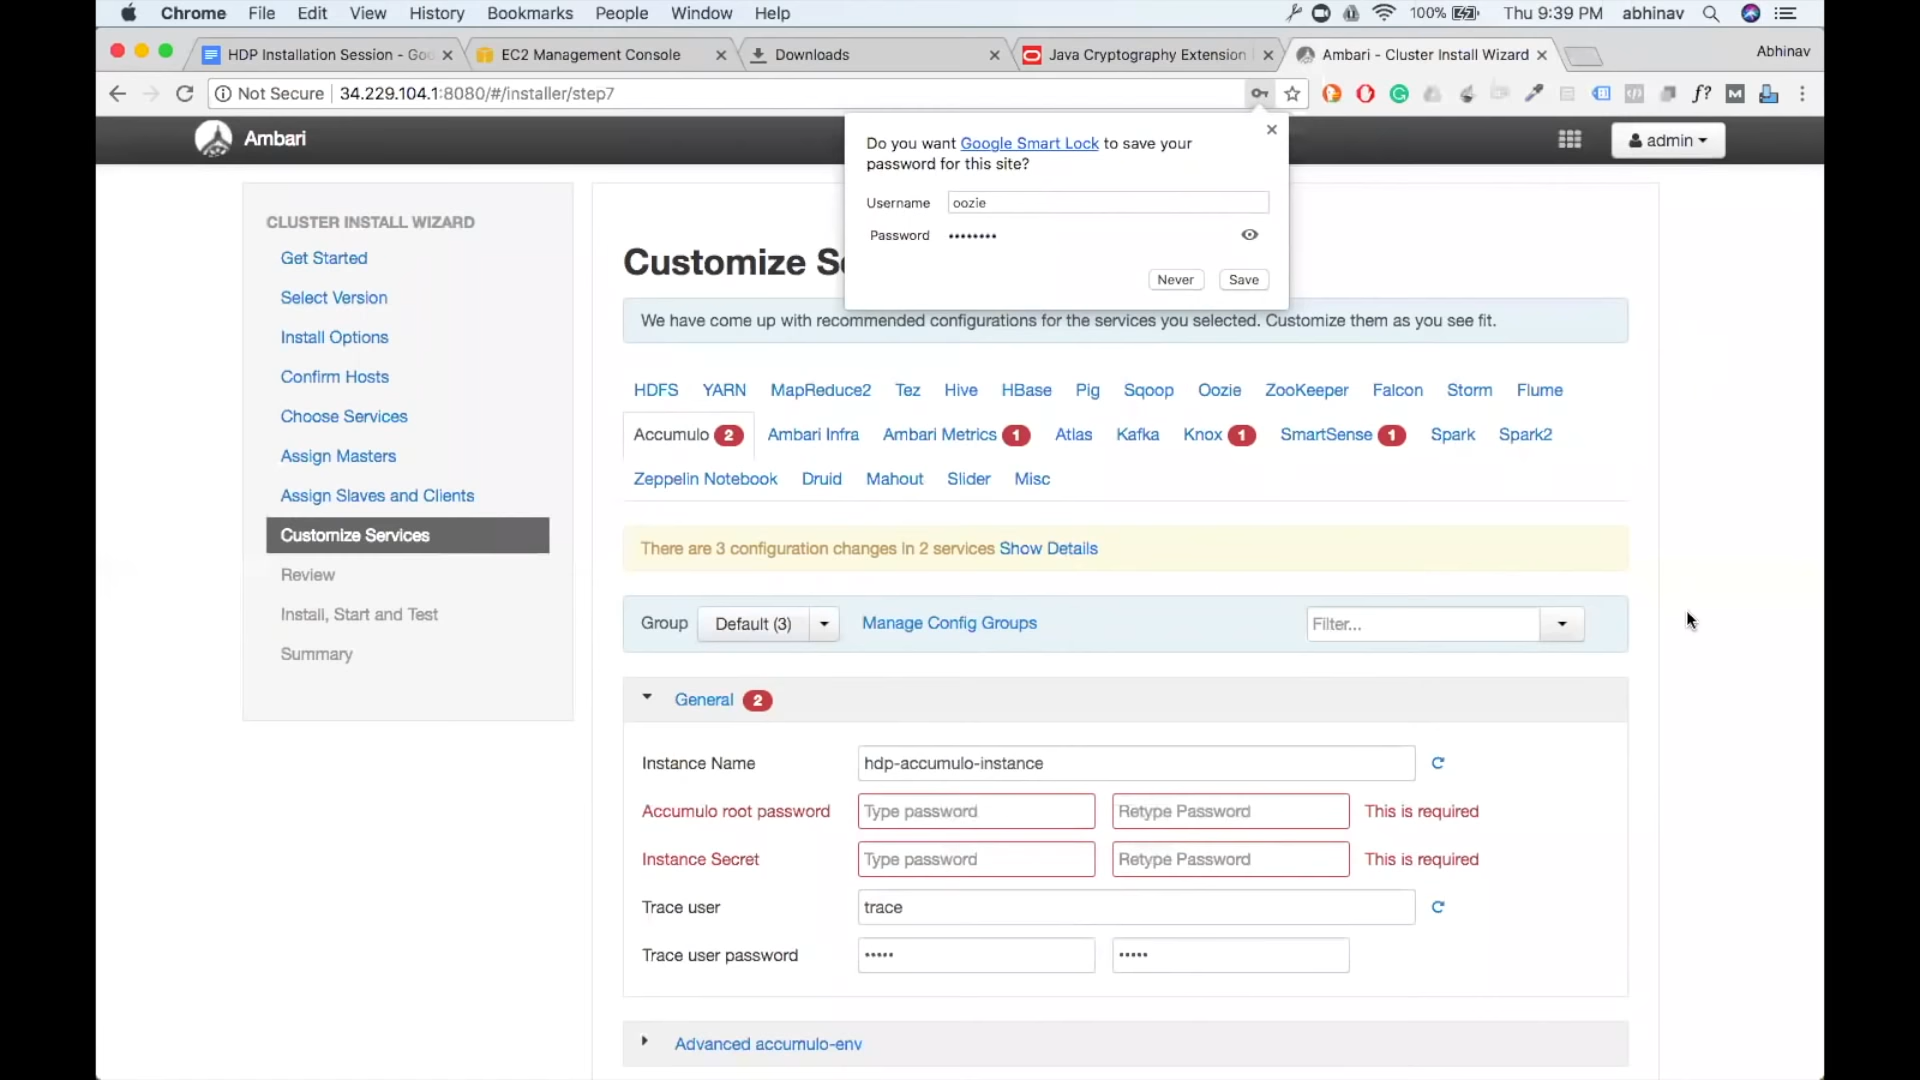 Chrome File Edit View History Bookmarks People Window Help 100% Thu 9:39 PM abhinav
HDP Installation Session - Goo EC2 Management Console Downloads Java Cryptography Extension Ambari - Cluster Install Wizard Abhinav
Not Secure 34.229.104.1:8080/#/installer/step7
Ambari admin
Do you want Google Smart Lock to save your
password for this site?
Username oozie
Password ••••••••
Never Save
CLUSTER INSTALL WIZARD
Get Started
Select Version
Install Options
Confirm Hosts
Choose Services
Assign Masters
Assign Slaves and Clients
Customize Services
Review
Install, Start and Test
Summary
Customize S
We have come up with recommended configurations for the services you selected. Customize them as you see fit.
HDFS YARN MapReduce2 Tez Hive HBase Pig Sqoop Oozie ZooKeeper Falcon Storm Flume
Accumulo 2 Ambari Infra Ambari Metrics 1 Atlas Kafka Knox 1 SmartSense 1 Spark Spark2
Zeppelin Notebook Druid Mahout Slider Misc
There are 3 configuration changes in 2 services Show Details
Group Default (3) Manage Config Groups Filter...
General 2
Instance Name hdp-accumulo-instance
Accumulo root password Type password Retype Password This is required
Instance Secret Type password Retype Password This is required
Trace user trace
Trace user password ••••• •••••
Advanced accumulo-env